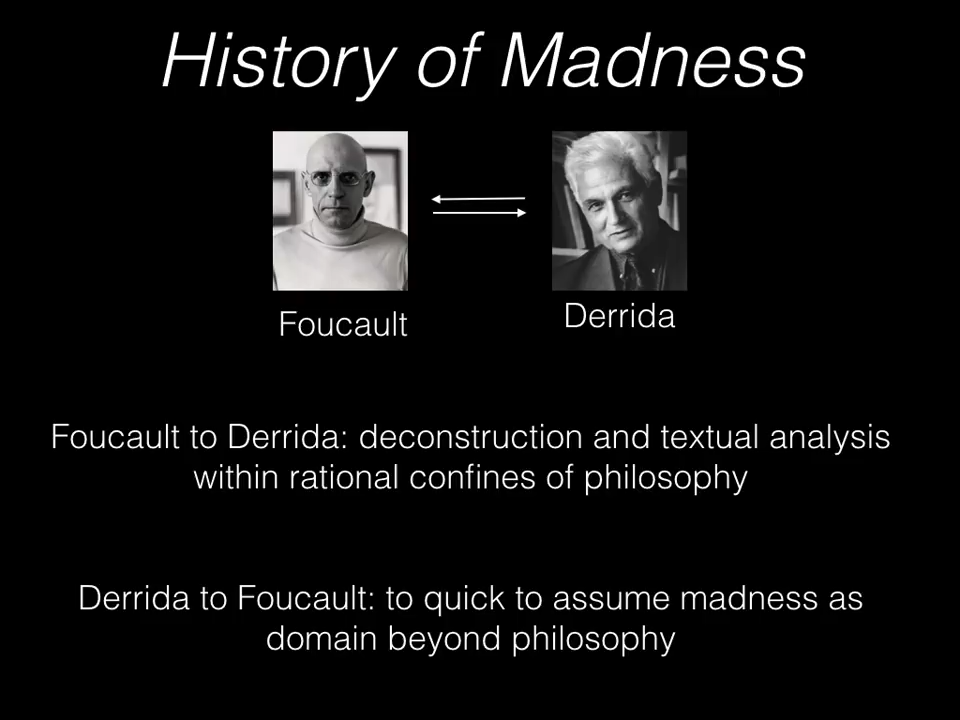 History of Madness
Foucault
Derrida
Foucault to Derrida: deconstruction and textual analysis
within rational confines of philosophy
Derrida to Foucault: to quick to assume madness as
domain beyond philosophy